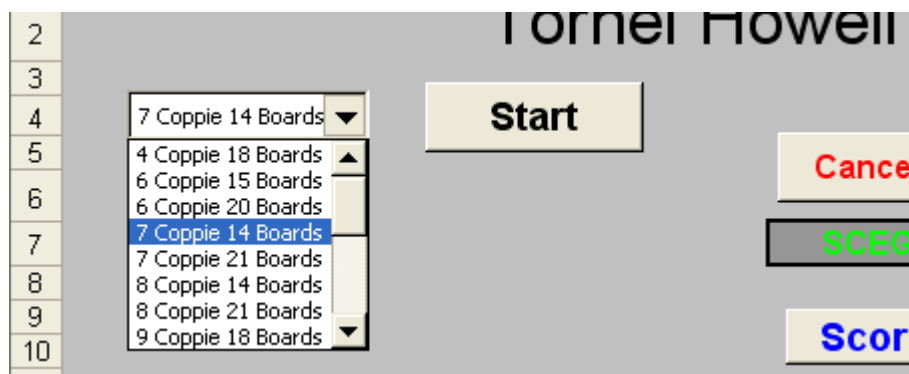 2
Tornei Howell
3
4
7 Coppie 14 Boards
Start
5
4 Coppie 18 Boards
6 Coppie 15 Boards
Cance
6
6 Coppie 20 Boards
7 Coppie 14 Boards
7
SCEG
7 Coppie 21 Boards
8
8 Coppie 14 Boards
9
8 Coppie 21 Boards
Scor
10
9 Coppie 18 Boards